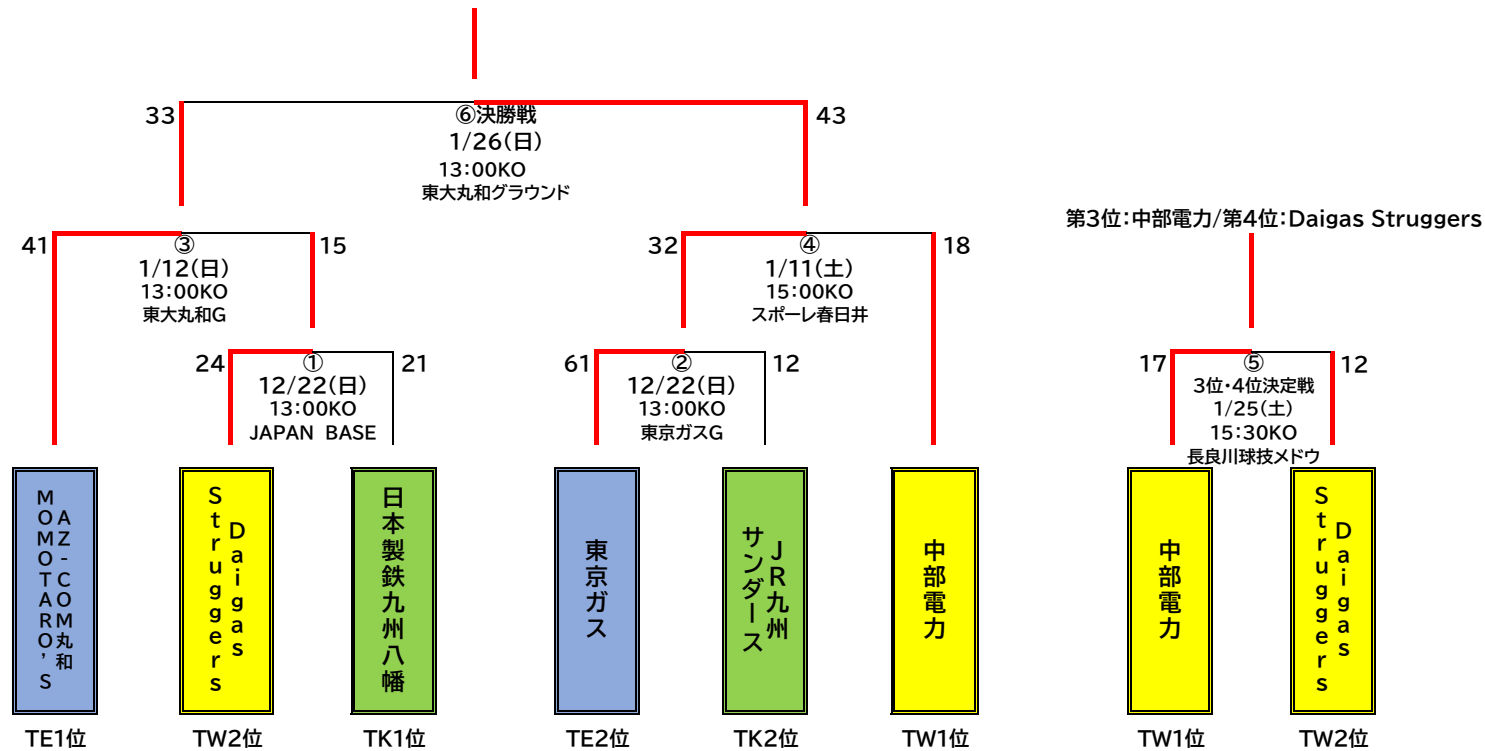 33
⑥決勝戦
43
1/26(日)
13:00KO
東大丸和グラウンド
41
③
15
1/12(日)
13:00KO
東大丸和G
32
④
18
1/11(土)
15:00KO
スポーレ春日井
第3位:中部電力/第4位:Daigas Struggers
24
①
21
12/22(日)
13:00KO
JAPAN BASE
61
②
12
12/22(日)
13:00KO
東京ガスG
17
⑤
12
3位・4位決定戦
1/25(土)
15:30KO
長良川球技メドウ
AZ-COM丸和
MOMOTARO'S
Daigas
Struggers
日本製鉄九州八幡
東京ガス
JR九州
サンダース
中部電力
中部電力
Daigas
Struggers
TE1位
TW2位
TK1位
TE2位
TK2位
TW1位
TW1位
TW2位